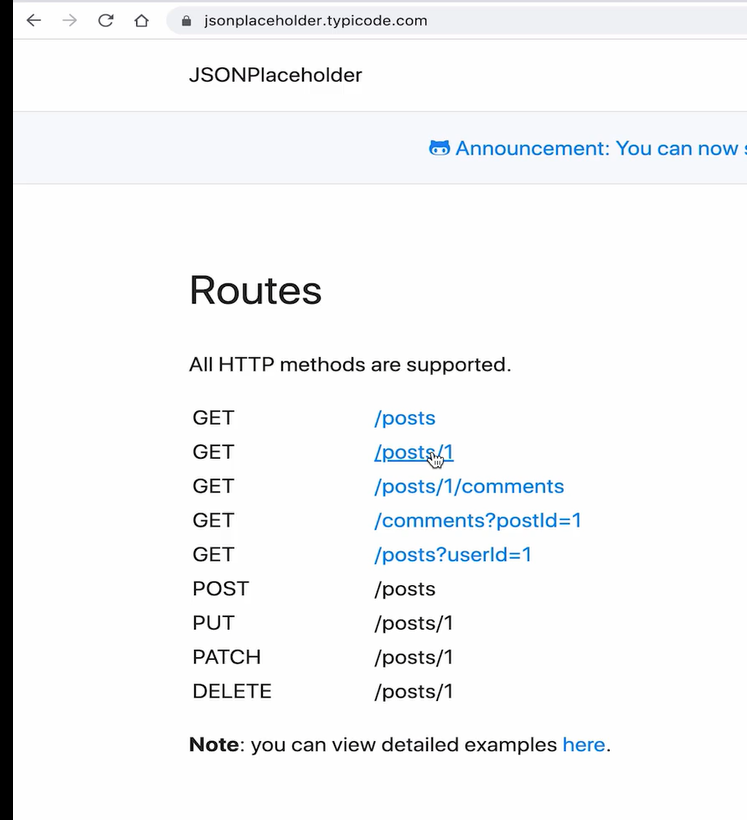 jsonplaceholder.typicode.com
JSONPlaceholder
Announcement: You can now
Routes
All HTTP methods are supported.
GET /posts
GET /posts/1
GET /posts/1/comments
GET /comments?postId=1
GET /posts?userId=1
POST /posts
PUT /posts/1
PATCH /posts/1
DELETE /posts/1
Note: you can view detailed examples here.